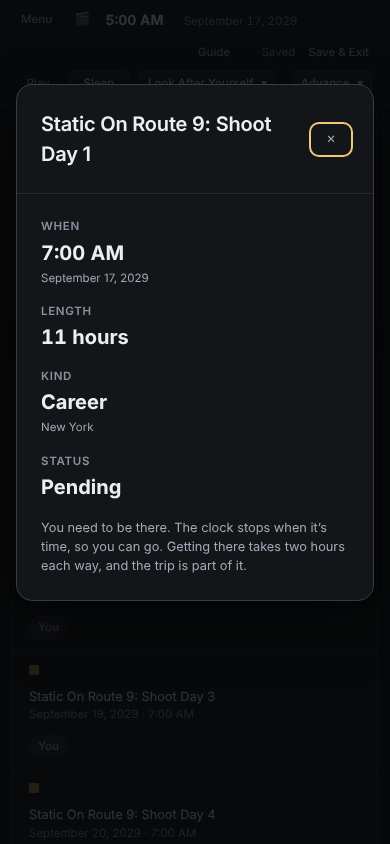 Menu 🎬 5:00 AM September 17, 2029
Guide Saved Save & Exit
Play Sleep Look After Yourself Advance
Static On Route 9: Shoot
Day 1
×
WHEN
7:00 AM
September 17, 2029
LENGTH
11 hours
KIND
Career
New York
STATUS
Pending
You need to be there. The clock stops when it's
time, so you can go. Getting there takes two hours
each way, and the trip is part of it.
You
Static On Route 9: Shoot Day 3
September 19, 2029 · 7:00 AM
You
Static On Route 9: Shoot Day 4
September 20, 2029 · 7:00 AM